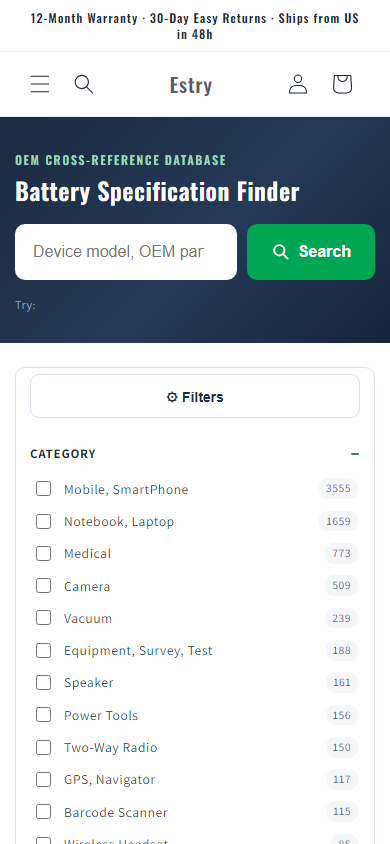 12-Month Warranty · 30-Day Easy Returns · Ships from US
in 48h
Estry
OEM CROSS-REFERENCE DATABASE
Battery Specification Finder
Device model, OEM par
Search
Try:
⚙ Filters
CATEGORY −
Mobile, SmartPhone 3555
Notebook, Laptop 1659
Medical 773
Camera 509
Vacuum 239
Equipment, Survey, Test 188
Speaker 161
Power Tools 156
Two-Way Radio 150
GPS, Navigator 117
Barcode Scanner 115
Wireless Headset 85